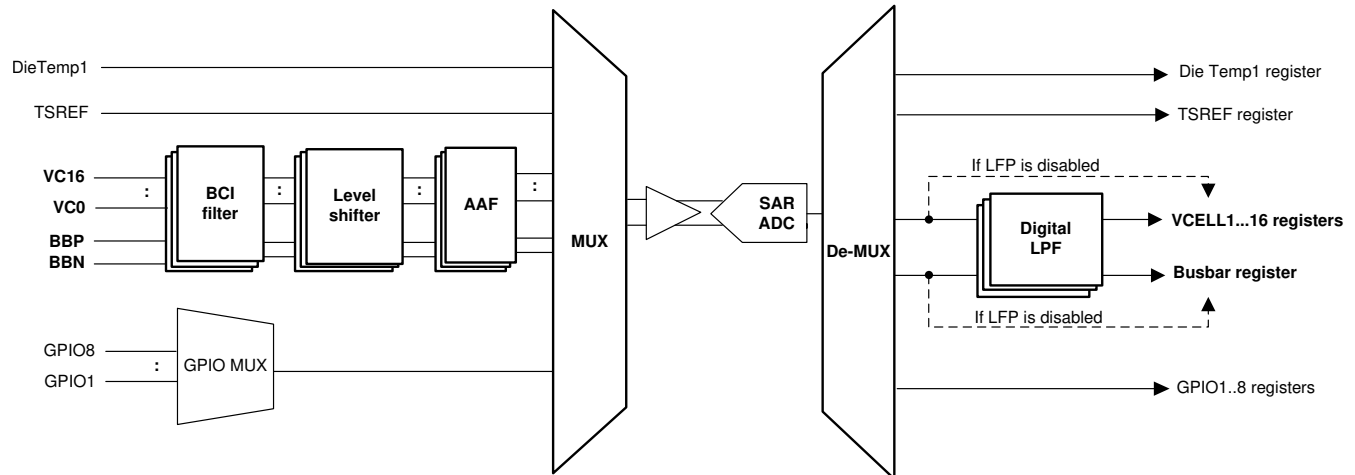 DieTemp1
TSREF
VC16
:
VC0
BBP
BBN
BCI
filter
:
Level
shifter
:
AAF
:
GPIO8
:
GPIO1
GPIO MUX
MUX
SAR
ADC
De-MUX
Die Temp1 register
TSREF register
If LFP is disabled
Digital
LPF
VCELL1...16 registers
Busbar register
If LFP is disabled
GPIO1..8 registers